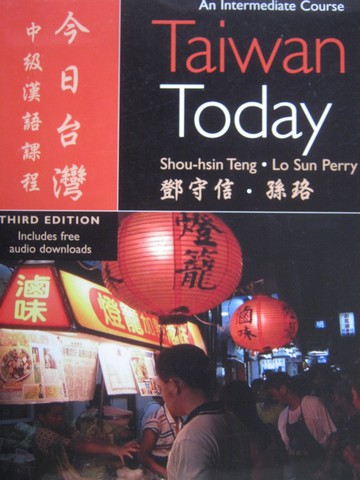 An Intermediate Course
Taiwan
Today
今日台灣
中級漢語課程
Shou-hsin Teng • Lo Sun Perry
鄧守信・孫珞
THIRD EDITION
Includes free
audio downloads
燈籠
滷味
燈籠
滷味